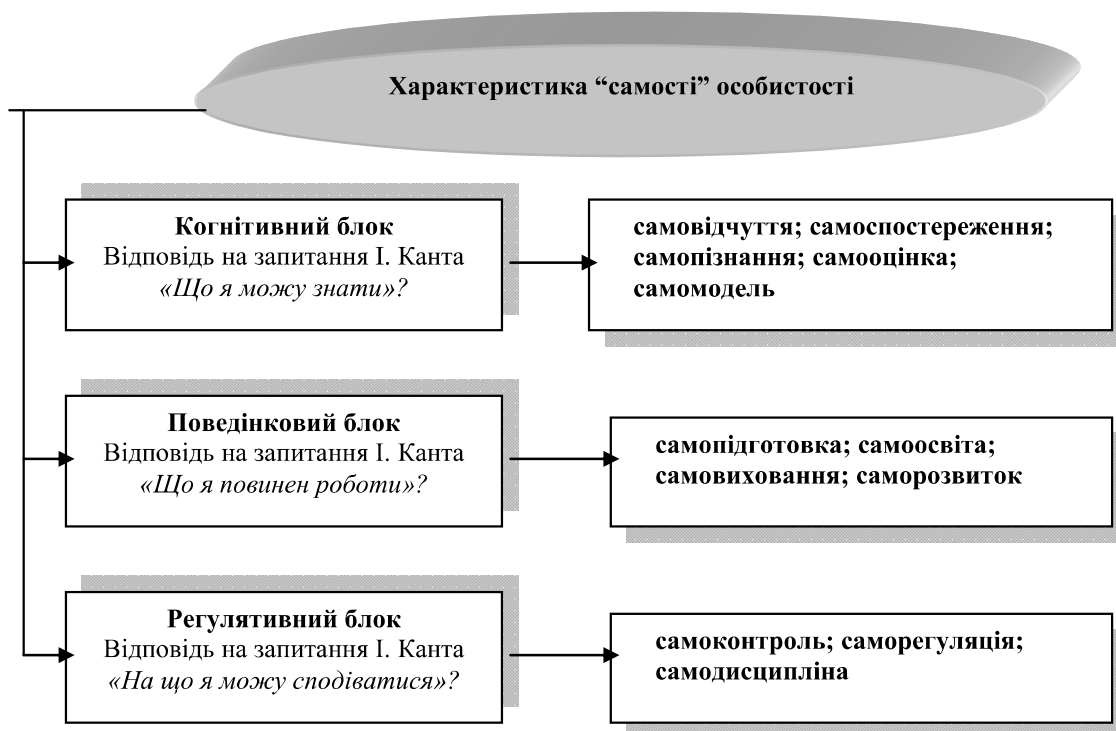 Характеристика “самості” особистості
Когнітивний блок
Відповідь на запитання І. Канта
«Що я можу знати»?
самовідчуття; самоспостереження;
самопізнання; самооцінка;
самомодель
Поведінковий блок
Відповідь на запитання І. Канта
«Що я повинен роботи»?
самопідготовка; самоосвіта;
самовиховання; саморозвиток
Регулятивний блок
Відповідь на запитання І. Канта
«На що я можу сподіватися»?
самоконтроль; саморегуляція;
самодисципліна